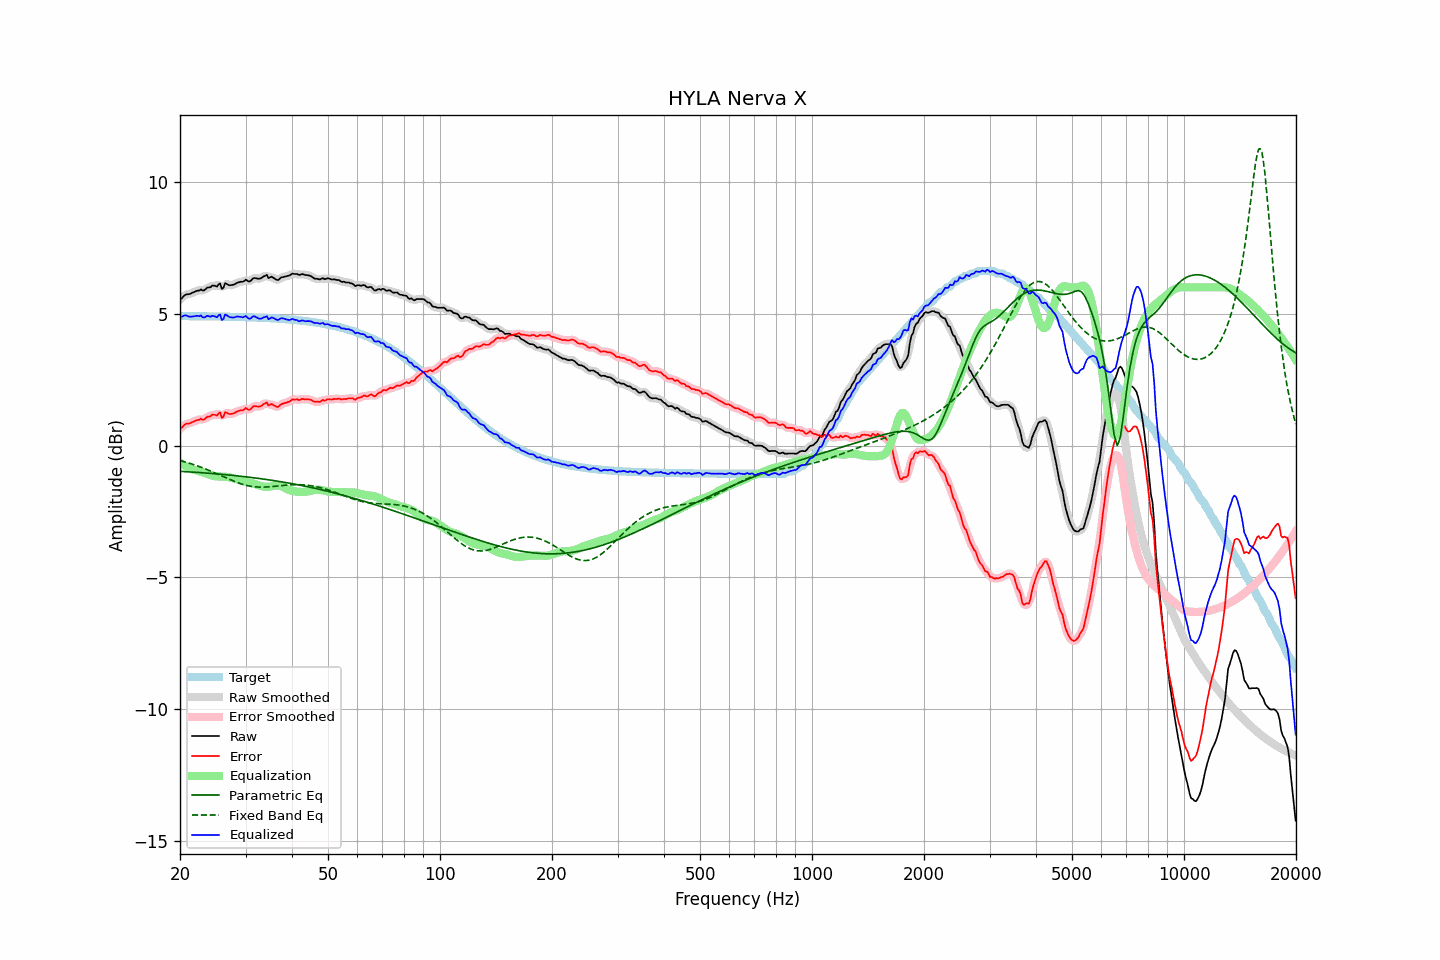 HYLA Nerva X
Amplitude (dBr)
10
5
0
−5
−10
−15
Target
Raw Smoothed
Error Smoothed
Raw
Error
Equalization
Parametric Eq
Fixed Band Eq
Equalized
20 50 100 200 500 1000 2000 5000 10000 20000
Frequency (Hz)